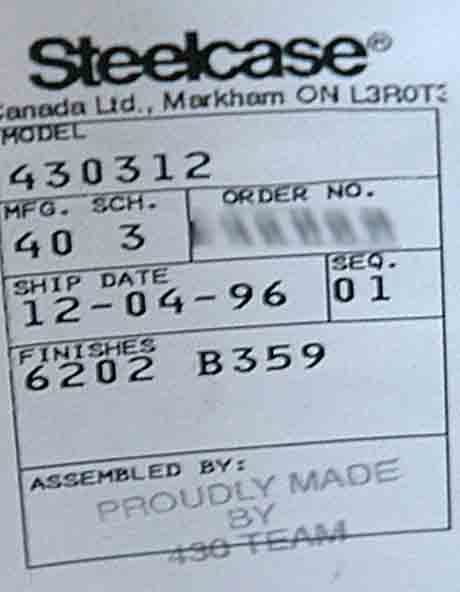 Steelcase®
Canada Ltd., Markham ON L3R0T3
MODEL
430312
MFG. SCH.
40 3
ORDER NO.
SHIP DATE
12-04-96
SEQ.
01
FINISHES
6202 B359
ASSEMBLED BY:
PROUDLY MADE
BY
430 TEAM